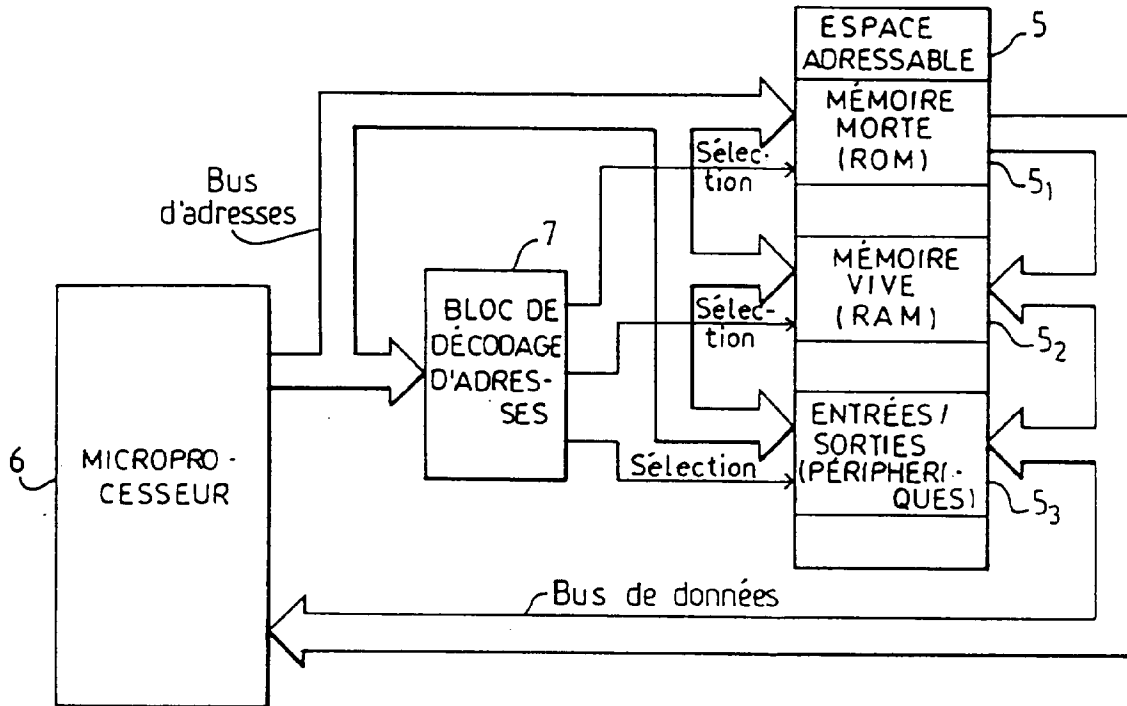 ESPACE
ADRESSABLE
5
MÉMOIRE
MORTE
(ROM)
5₁
Sélec-
tion
Bus
d'adresses
7
BLOC DE
DÉCODAGE
D'ADRES-
SES
MÉMOIRE
VIVE
(RAM)
5₂
Sélec-
tion
6
MICROPRO-
CESSEUR
ENTRÉES/
SORTIES
(PÉRIPHERI-
QUES)
5₃
Sélection
Bus de données